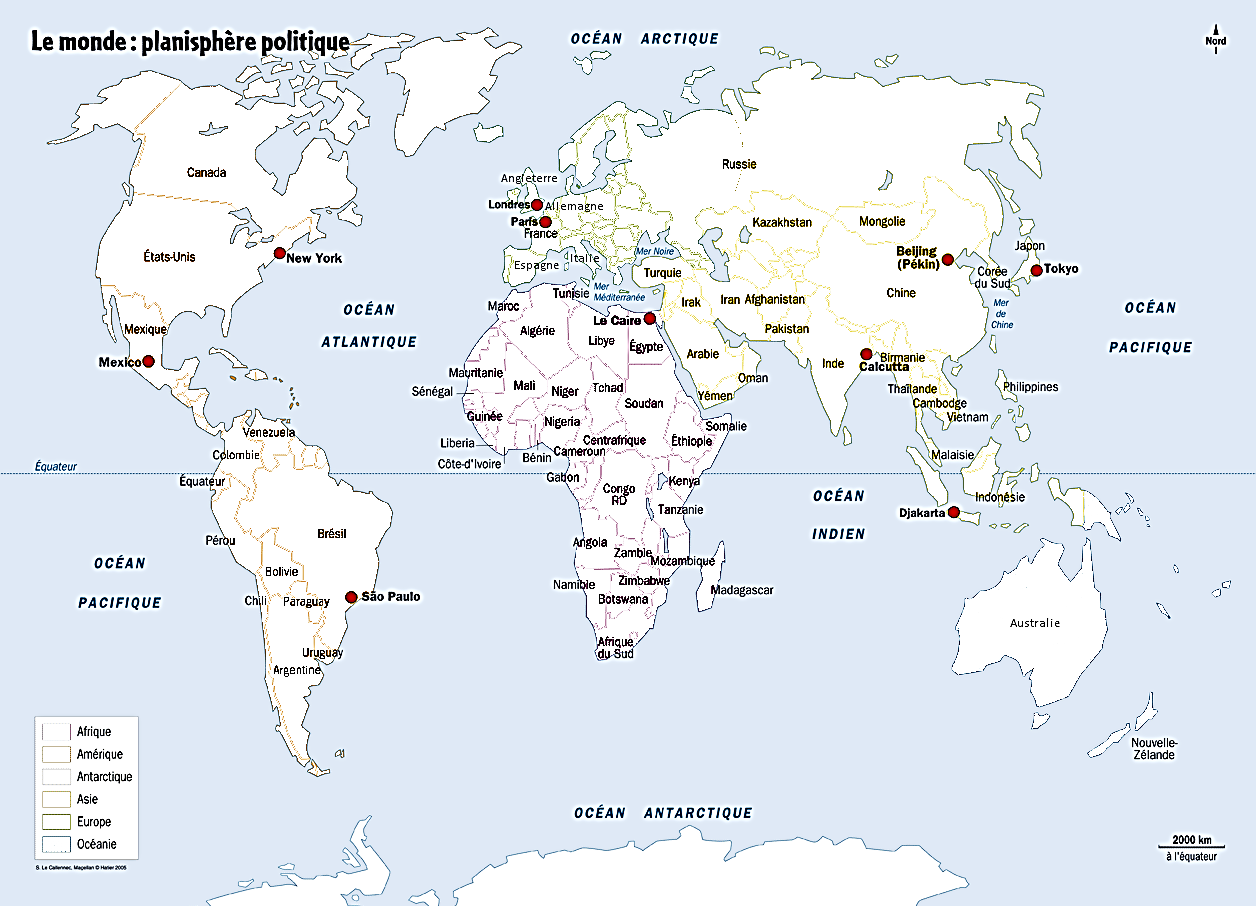 Le monde : planisphère politique
OCÉAN ARCTIQUE
Nord
Canada
Russie
Angleterre
Londres
Allemagne
Paris
France
Kazakhstan
Mongolie
États-Unis
New York
Espagne
Italie
Mer Noire
Turquie
Beijing
(Pékin)
Japon
Corée
du Sud
Tokyo
Chine
Mer
Méditerranée
Tunisie
Maroc
Irak
Iran
Afghanistan
OCÉAN
ATLANTIQUE
Mer
de
Chine
OCÉAN
PACIFIQUE
Mexique
Mexico
Algérie
Libye
Le Caire
Égypte
Pakistan
Arabie
Oman
Yémen
Inde
Calcutta
Birmanie
Thaïlande
Cambodge
Vietnam
Philippines
Mauritanie
Sénégal
Mali
Niger
Tchad
Soudan
Guinée
Nigeria
Liberia
Côte-d'Ivoire
Bénin
Cameroun
Centrafrique
Éthiople
Somalie
Venezuela
Colombie
Équateur
Équateur
Gabon
Congo
RD
Kenya
Tanzanie
Malaisie
Indonésie
Djakarta
OCÉAN
INDIEN
Pérou
Brésil
Bolivie
Chili
Paraguay
São Paulo
Uruguay
Argentine
OCÉAN
PACIFIQUE
Angola
Zambie
Mozambique
Namibie
Zimbabwe
Botswana
Madagascar
Afrique
du Sud
Australie
Nouvelle-
Zélande
Afrique
Amérique
Antarctique
Asie
Europe
Océanie
S. Le Callennec, Magellan © Hatier 2005
OCÉAN ANTARCTIQUE
2000 km
à l'équateur